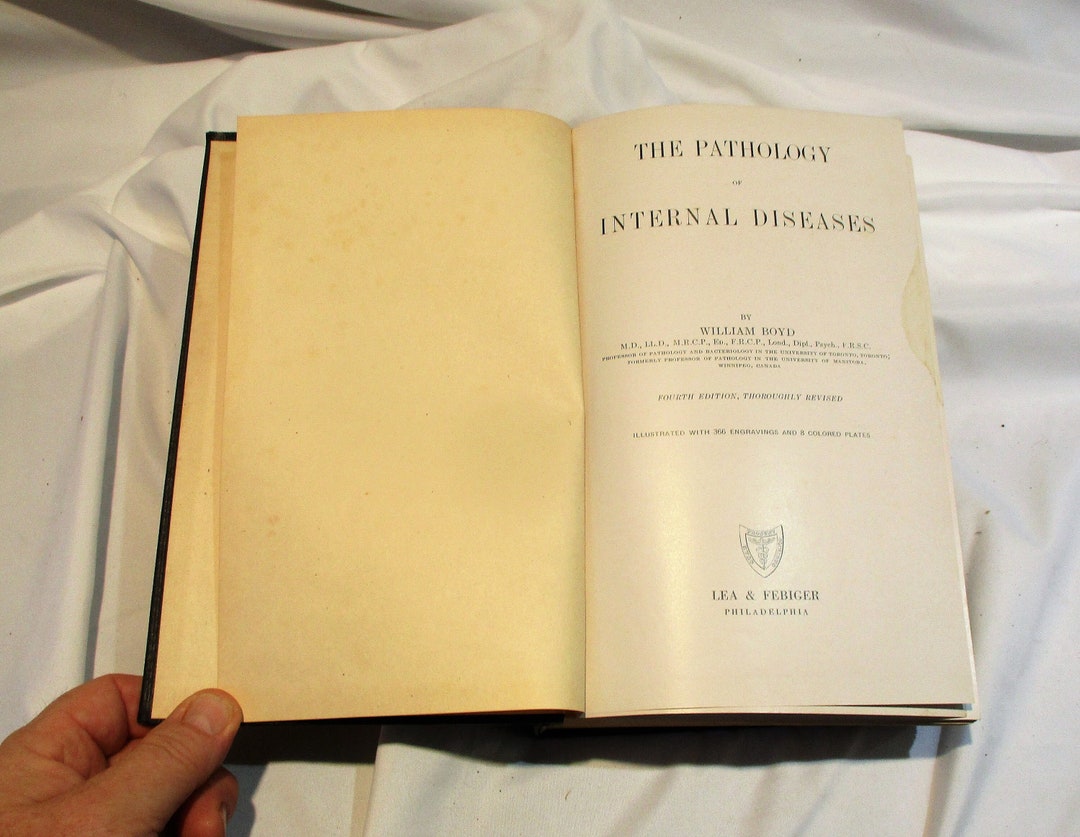 THE PATHOLOGY
OF
INTERNAL DISEASES
BY
WILLIAM BOYD
M.D., LL.D., M.R.C.P., ED., F.R.C.P., Lond., Dipl., Psych., F.R.S.C.
PROFESSOR OF PATHOLOGY AND BACTERIOLOGY IN THE UNIVERSITY OF TORONTO, TORONTO;
FORMERLY PROFESSOR OF PATHOLOGY IN THE UNIVERSITY OF MANITOBA,
WINNIPEG, CANADA
FOURTH EDITION, THOROUGHLY REVISED
ILLUSTRATED WITH 366 ENGRAVINGS AND 8 COLORED PLATES
LEA & FEBIGER
PHILADELPHIA